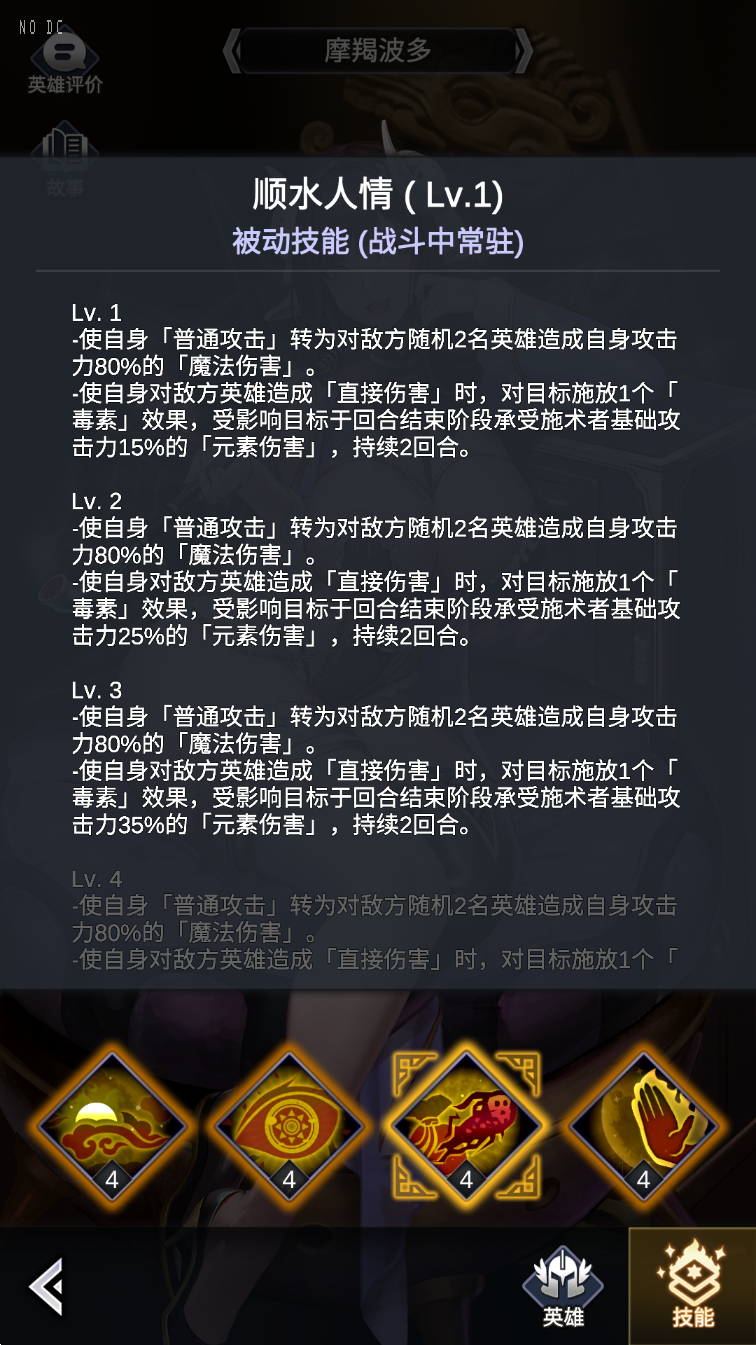 NO DC
摩羯波多
英雄评价
故事
顺水人情 ( Lv.1)
被动技能 (战斗中常驻)
Lv. 1
-使自身「普通攻击」转为对敌方随机2名英雄造成自身攻击
力80%的「魔法伤害」。
-使自身对敌方英雄造成「直接伤害」时，对目标施放1个「
毒素」效果，受影响目标于回合结束阶段承受施术者基础攻
击力15%的「元素伤害」，持续2回合。
Lv. 2
-使自身「普通攻击」转为对敌方随机2名英雄造成自身攻击
力80%的「魔法伤害」。
-使自身对敌方英雄造成「直接伤害」时，对目标施放1个「
毒素」效果，受影响目标于回合结束阶段承受施术者基础攻
击力25%的「元素伤害」，持续2回合。
Lv. 3
-使自身「普通攻击」转为对敌方随机2名英雄造成自身攻击
力80%的「魔法伤害」。
-使自身对敌方英雄造成「直接伤害」时，对目标施放1个「
毒素」效果，受影响目标于回合结束阶段承受施术者基础攻
击力35%的「元素伤害」，持续2回合。
Lv. 4
-使自身「普通攻击」转为对敌方随机2名英雄造成自身攻击
力80%的「魔法伤害」。
-使自身对敌方英雄造成「直接伤害」时，对目标施放1个「
4 4 4 4
英雄 技能